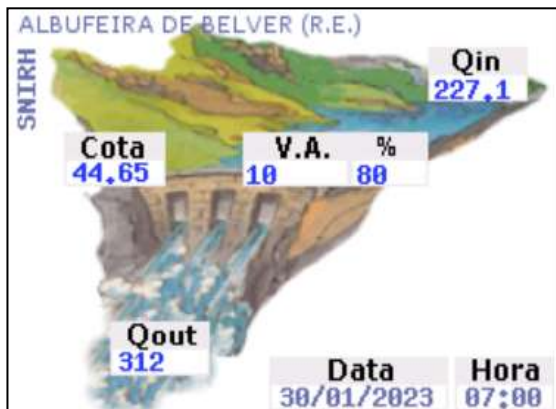 ALBUFEIRA DE BELVER (R.E.)
SNIRH
Qin
227.1
Cota
44.65
V.A. %
10 80
Qout
312
Data Hora
30/01/2023 07:00